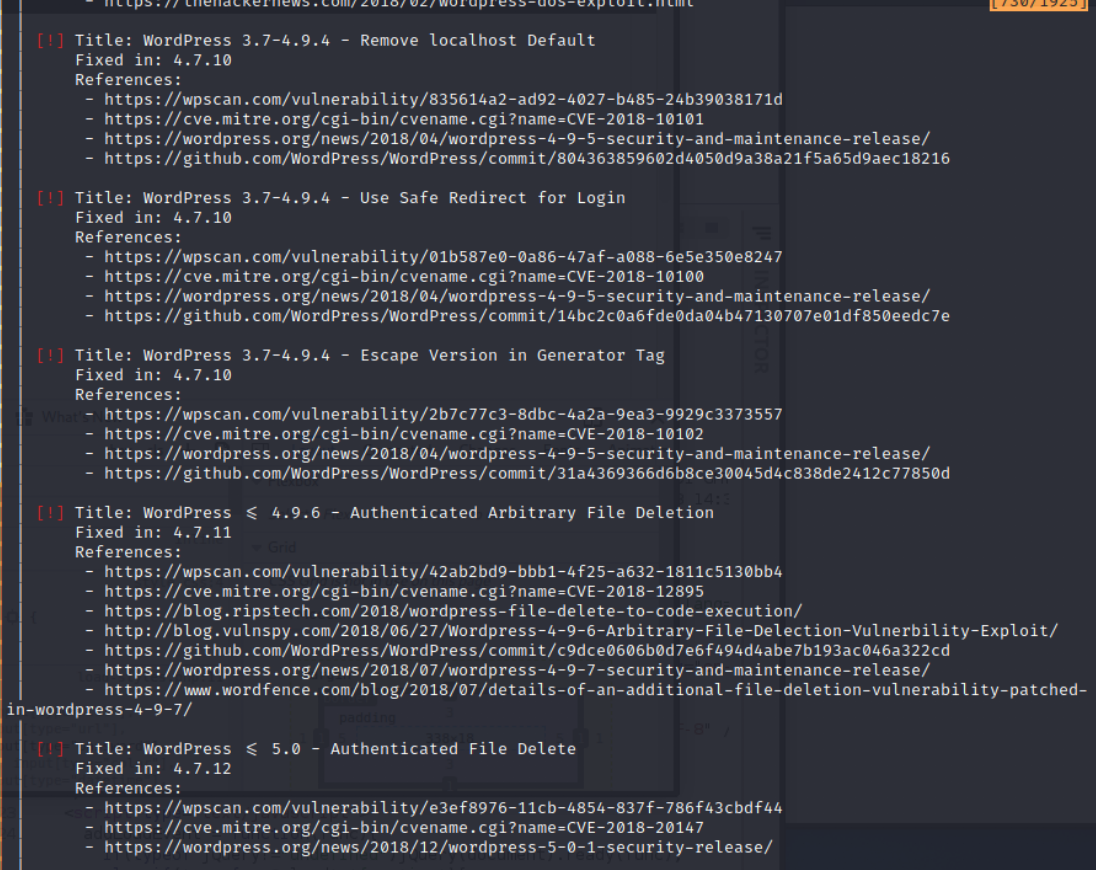 - https://thehackernews.com/2018/02/wordpress-dos-exploit.html
[730/1925]
[!] Title: WordPress 3.7-4.9.4 - Remove localhost Default
Fixed in: 4.7.10
References:
- https://wpscan.com/vulnerability/835614a2-ad92-4027-b485-24b39038171d
- https://cve.mitre.org/cgi-bin/cvename.cgi?name=CVE-2018-10101
- https://wordpress.org/news/2018/04/wordpress-4-9-5-security-and-maintenance-release/
- https://github.com/WordPress/WordPress/commit/804363859602d4050d9a38a21f5a65d9aec18216
[!] Title: WordPress 3.7-4.9.4 - Use Safe Redirect for Login
Fixed in: 4.7.10
References:
- https://wpscan.com/vulnerability/01b587e0-0a86-47af-a088-6e5e350e8247
- https://cve.mitre.org/cgi-bin/cvename.cgi?name=CVE-2018-10100
- https://wordpress.org/news/2018/04/wordpress-4-9-5-security-and-maintenance-release/
- https://github.com/WordPress/WordPress/commit/14bc2c0a6fde0da04b47130707e01df850eedc7e
[!] Title: WordPress 3.7-4.9.4 - Escape Version in Generator Tag
Fixed in: 4.7.10
References:
- https://wpscan.com/vulnerability/2b7c77c3-8dbc-4a2a-9ea3-9929c3373557
- https://cve.mitre.org/cgi-bin/cvename.cgi?name=CVE-2018-10102
- https://wordpress.org/news/2018/04/wordpress-4-9-5-security-and-maintenance-release/
- https://github.com/WordPress/WordPress/commit/31a4369366d6b8ce30045d4c838de2412c77850d
[!] Title: WordPress ≤ 4.9.6 - Authenticated Arbitrary File Deletion
Fixed in: 4.7.11
References:
- https://wpscan.com/vulnerability/42ab2bd9-bbb1-4f25-a632-1811c5130bb4
- https://cve.mitre.org/cgi-bin/cvename.cgi?name=CVE-2018-12895
- https://blog.ripstech.com/2018/wordpress-file-delete-to-code-execution/
- http://blog.vulnspy.com/2018/06/27/Wordpress-4-9-6-Arbitrary-File-Delection-Vulnerbility-Exploit/
- https://github.com/WordPress/WordPress/commit/c9dce0606b0d7e6f494d4abe7b193ac046a322cd
- https://wordpress.org/news/2018/07/wordpress-4-9-7-security-and-maintenance-release/
- https://www.wordfence.com/blog/2018/07/details-of-an-additional-file-deletion-vulnerability-patched-
in-wordpress-4-9-7/
[!] Title: WordPress ≤ 5.0 - Authenticated File Delete
Fixed in: 4.7.12
References:
- https://wpscan.com/vulnerability/e3ef8976-11cb-4854-837f-786f43cbdf44
- https://cve.mitre.org/cgi-bin/cvename.cgi?name=CVE-2018-20147
- https://wordpress.org/news/2018/12/wordpress-5-0-1-security-release/
Grid
padding